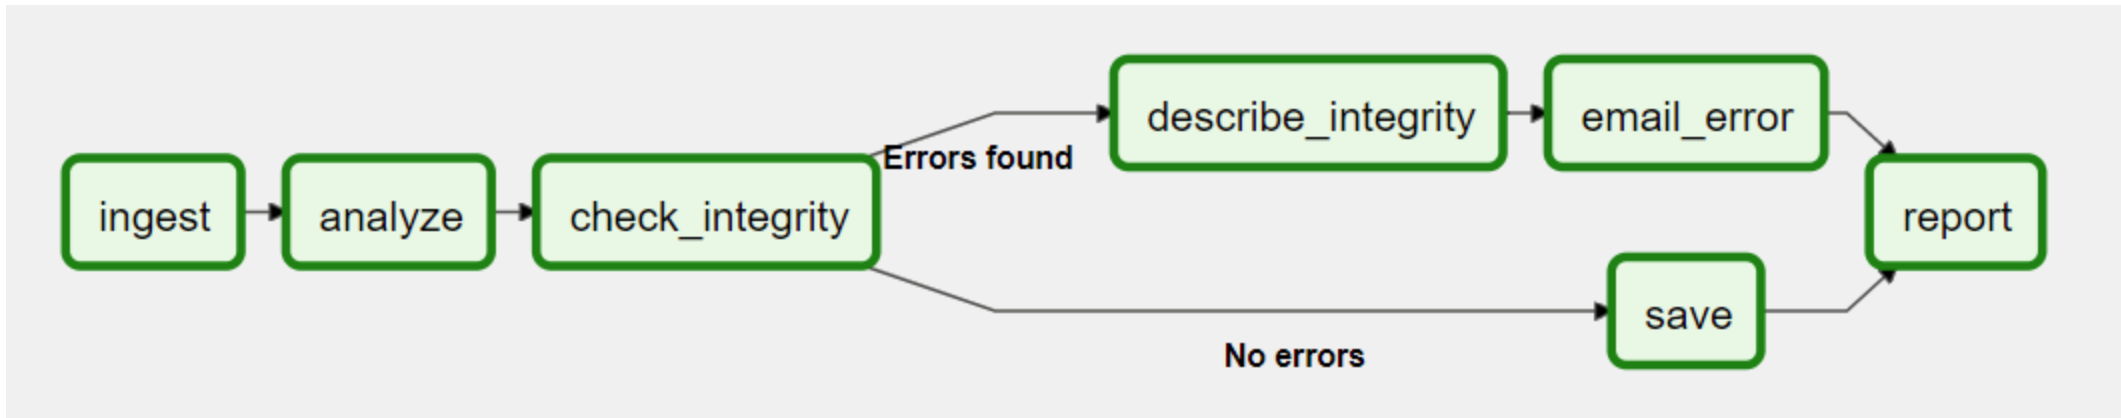 ingest
analyze
check_integrity
Errors found
describe_integrity
email_error
No errors
save
report